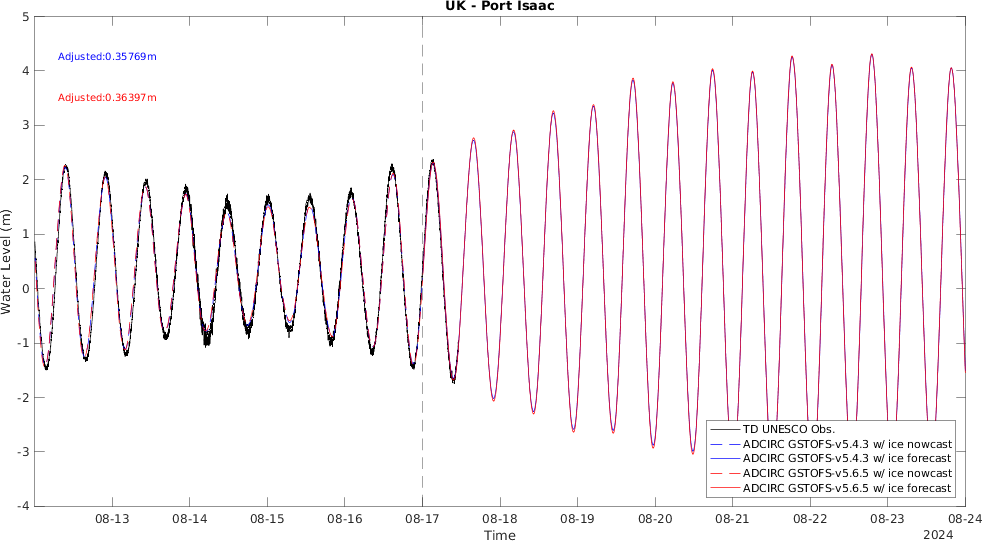 UK - Port Isaac
Adjusted:0.35769m
Adjusted:0.36397m
Water Level (m)
5
4
3
2
1
0
-1
-2
-3
-4
TD UNESCO Obs.
ADCIRC GSTOFS-v5.4.3 w/ ice nowcast
ADCIRC GSTOFS-v5.4.3 w/ ice forecast
ADCIRC GSTOFS-v5.6.5 w/ ice nowcast
ADCIRC GSTOFS-v5.6.5 w/ ice forecast
08-13 08-14 08-15 08-16 08-17 08-18 08-19 08-20 08-21 08-22 08-23 08-24
Time
2024